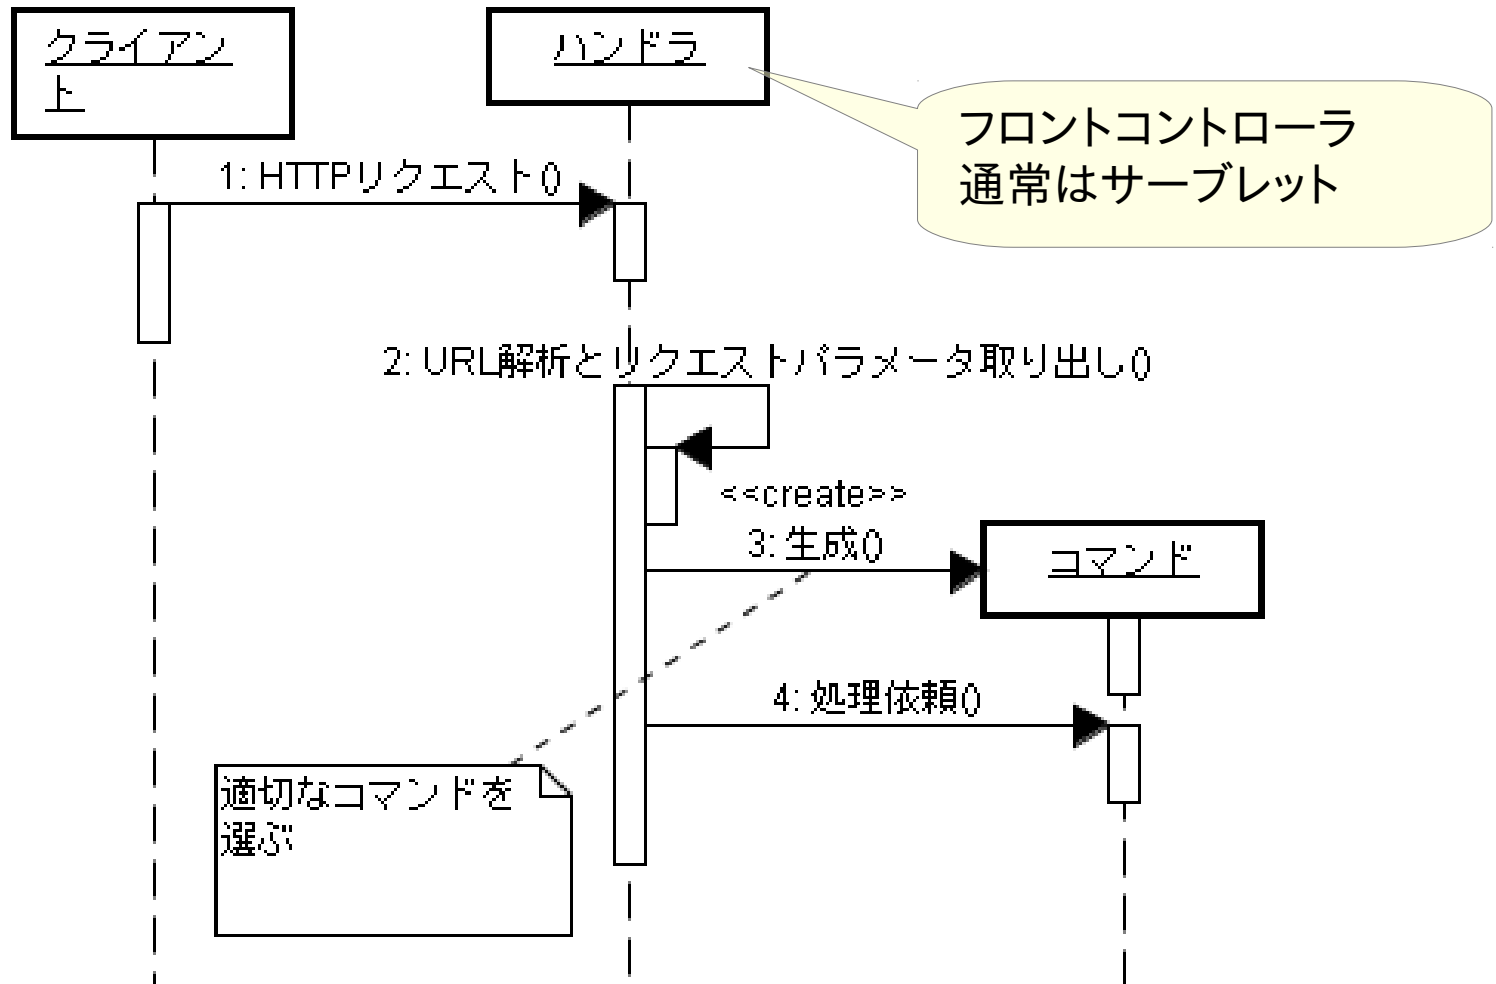 クライアン
ト
ハンドラ
フロントコントローラ
通常はサーブレット
1: HTTPリクエスト()
2: URL解析とリクエストパラメータ取り出し()
<<create>>
3: 生成()
コマンド
4: 処理依頼()
適切なコマンドを
選ぶ